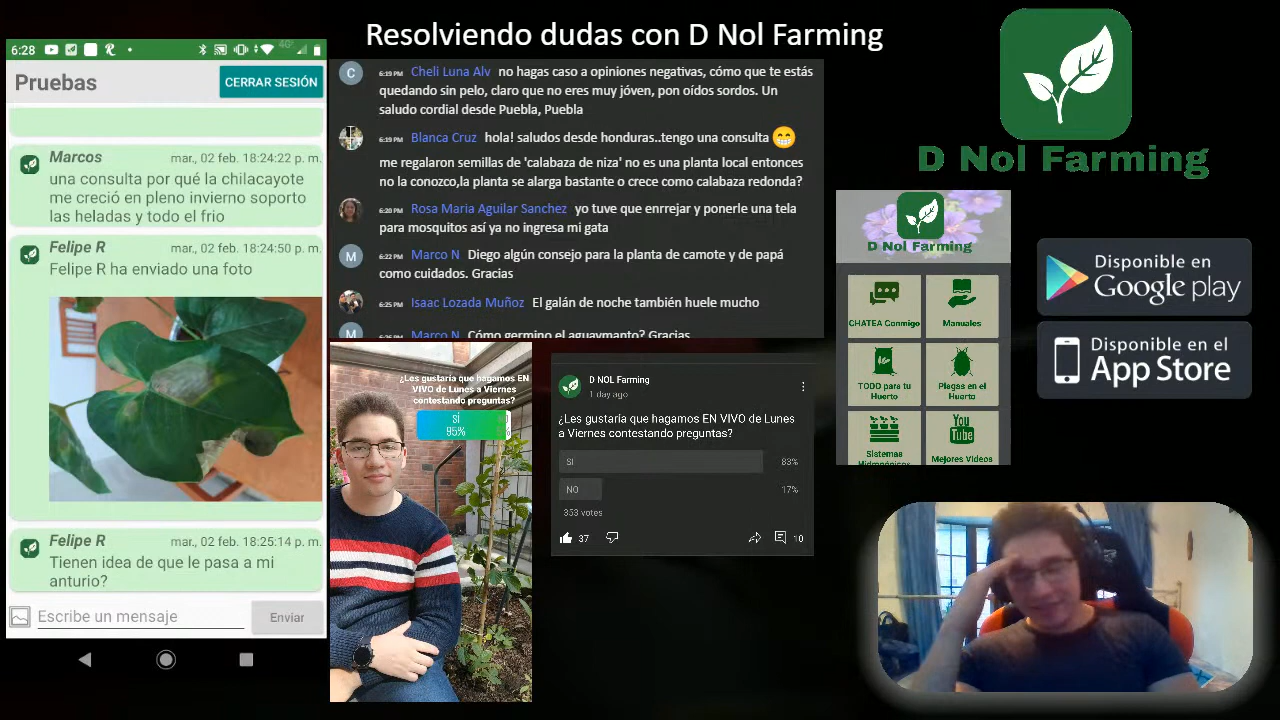 Resolviendo dudas con D Nol Farming
6:28
4G
Pruebas
CERRAR SESIÓN
Marcos
mar., 02 feb. 18:24:22 p. m.
una consulta por qué la chilacayote
me creció en pleno invierno soporto
las heladas y todo el frio
Felipe R
mar., 02 feb. 18:24:50 p. m.
Felipe R ha enviado una foto
Felipe R
mar., 02 feb. 18:25:14 p. m.
Tienen idea de que le pasa a mi
anturio?
Escribe un mensaje
Enviar
C
6:19 PM Cheli Luna Alv no hagas caso a opiniones negativas, cómo que te estás
quedando sin pelo, claro que no eres muy jóven, pon oídos sordos. Un
saludo cordial desde Puebla, Puebla
6:19 PM Blanca Cruz hola! saludos desde honduras..tengo una consulta 😁
me regalaron semillas de 'calabaza de niza' no es una planta local entonces
no la conozco,la planta se alarga bastante o crece como calabaza redonda?
6:20 PM Rosa Maria Aguilar Sanchez yo tuve que enrrejar y ponerle una tela
para mosquitos así ya no ingresa mi gata
M
6:22 PM Marco N Diego algún consejo para la planta de camote y de papá
como cuidados. Gracias
6:25 PM Isaac Lozada Muñoz El galán de noche también huele mucho
M
Marco N Cómo germino el aguaymanto? Gracias
¿Les gustaría que hagamos EN
VIVO de Lunes a Viernes
contestando preguntas?
SÍ
95%
D NOL Farming
1 day ago
¿Les gustaría que hagamos EN VIVO de Lunes
a Viernes contestando preguntas?
SI
83%
NO
17%
353 votes
37
10
D Nol Farming
D Nol Farming
CHATEA Conmigo
Manuales
TODO para tu
Huerto
Plagas en el
Huerto
Sistemas
Hidropónicos
You
Tube
Mejores Videos
Disponible en
Google play
Disponible en el
App Store